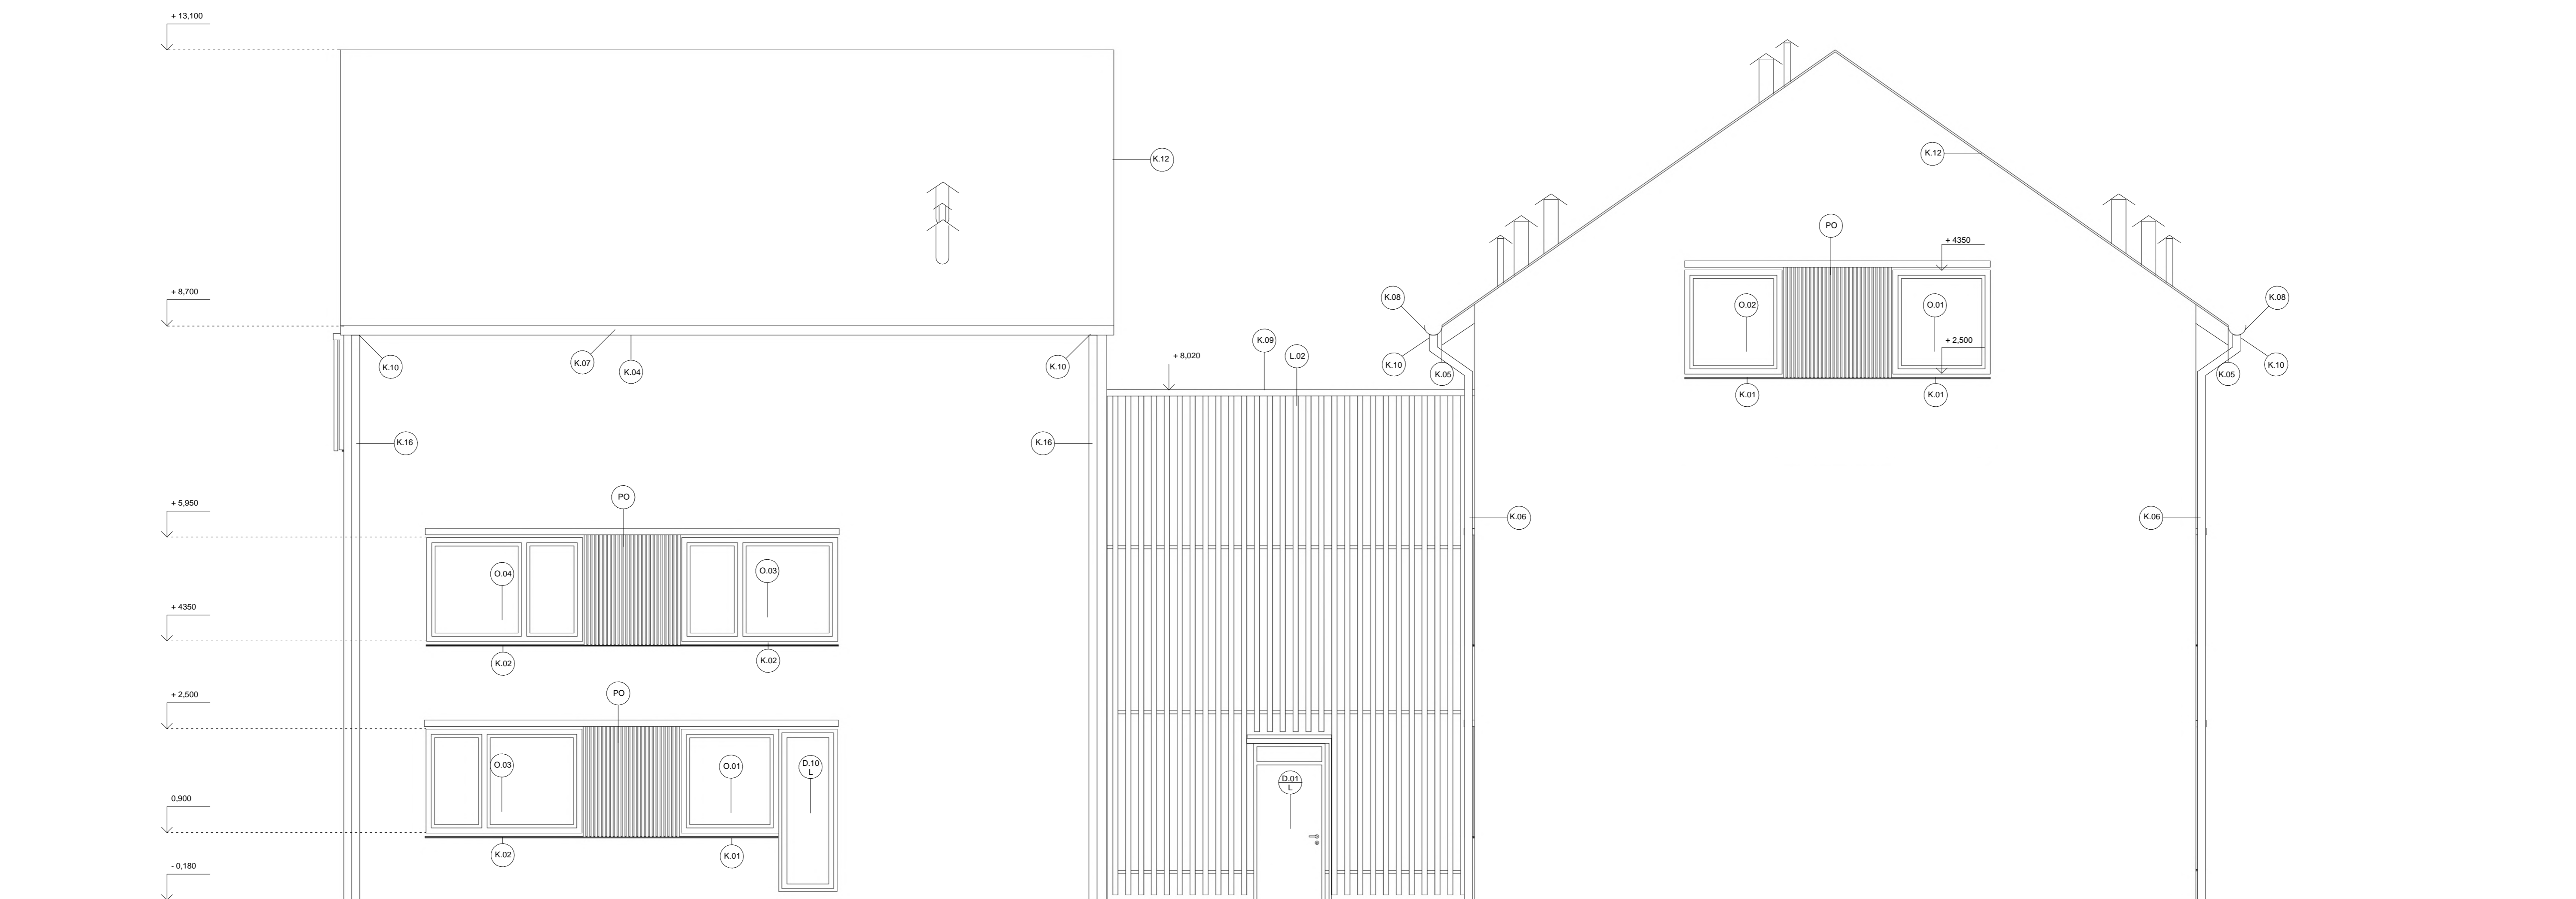 + 13,100
K.12
K.12
PO
+ 4350
+ 8,700
K.08
O.02
O.01
K.08
K.09
+ 2,500
+ 8,020
L.02
K.10
K.07
K.04
K.10
K.10
K.05
K.05
K.10
K.01
K.01
K.16
K.16
PO
+ 5,950
K.06
K.06
O.04
O.03
+ 4350
K.02
K.02
+ 2,500
PO
O.03
O.01
D.10
L
D.01
L
0,900
K.02
K.01
- 0,180